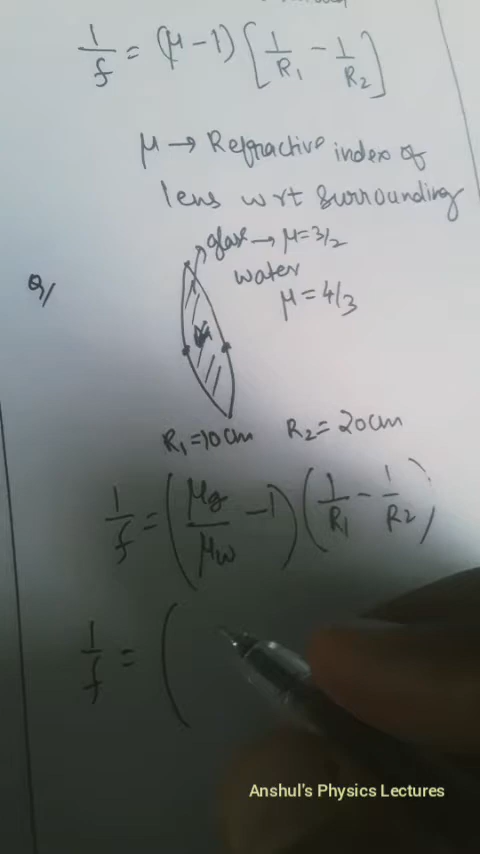 1/f = (μ - 1) [1/R₁ - 1/R₂]
μ → Refractive index of
lens wrt surrounding
Q/
glass → μ = 3/2
water
μ = 4/3
R₁ = 10 cm R₂ = 20 cm
1/f = (μg/μw - 1) (1/R₁ - 1/R₂)
1/f = (
Anshul's Physics Lectures